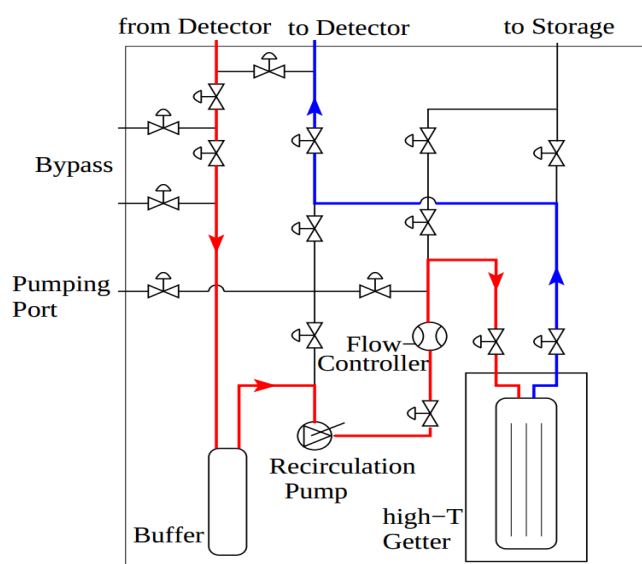 from Detector
to Detector
to Storage
Bypass
Pumping
Port
Flow
Controller
Recirculation
Pump
high−T
Getter
Buffer